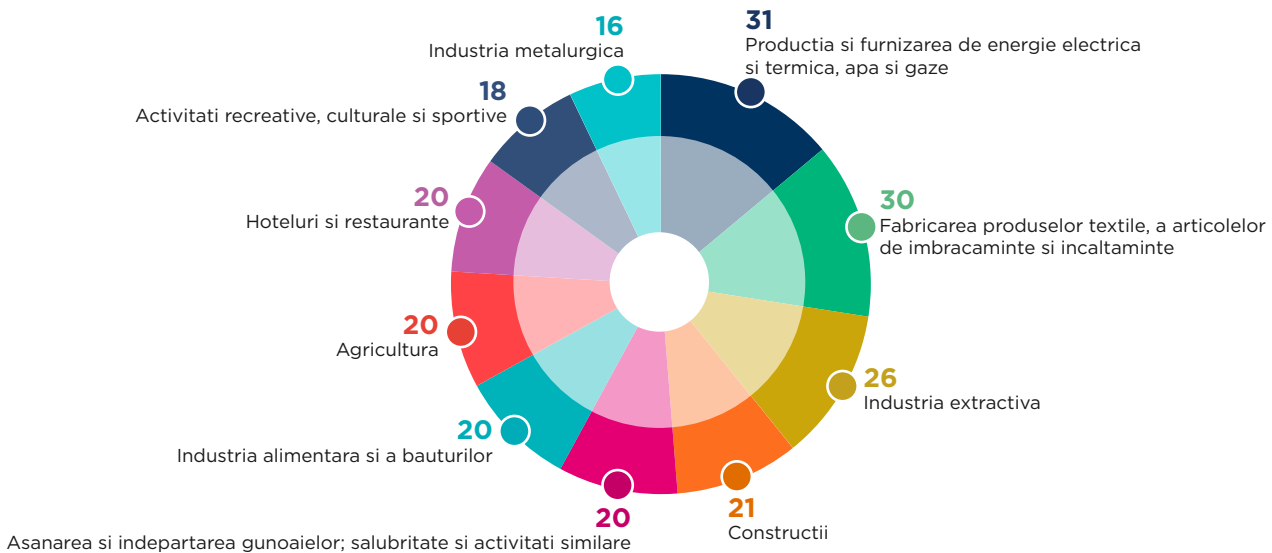 31
Productia si furnizarea de energie electrica
si termica, apa si gaze
30
Fabricarea produselor textile, a articolelor
de imbracaminte si incaltaminte
26
Industria extractiva
21
Constructii
20
Asanarea si indepartarea gunoaielor; salubritate si activitati similare
20
Industria alimentara si a bauturilor
20
Agricultura
20
Hoteluri si restaurante
18
Activitati recreative, culturale si sportive
16
Industria metalurgica